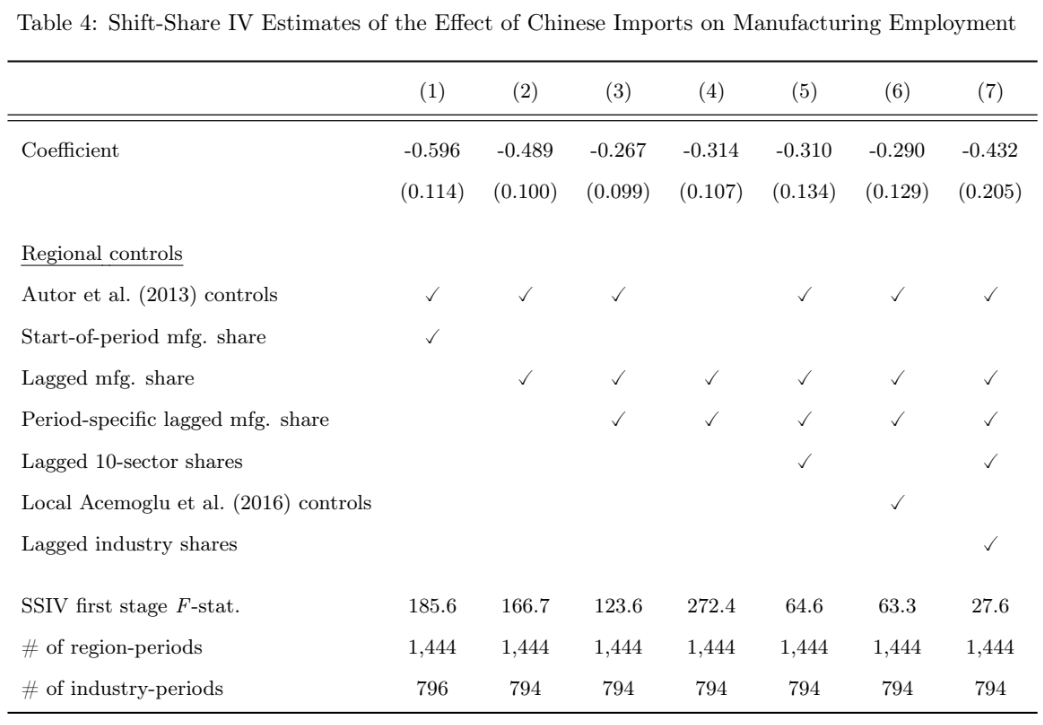 Table 4: Shift-Share IV Estimates of the Effect of Chinese Imports on Manufacturing Employment
(1) (2) (3) (4) (5) (6) (7)
Coefficient -0.596 -0.489 -0.267 -0.314 -0.310 -0.290 -0.432
(0.114) (0.100) (0.099) (0.107) (0.134) (0.129) (0.205)
Regional controls
Autor et al. (2013) controls ✓ ✓ ✓ ✓ ✓ ✓
Start-of-period mfg. share ✓
Lagged mfg. share ✓ ✓ ✓ ✓ ✓ ✓
Period-specific lagged mfg. share ✓ ✓ ✓ ✓ ✓
Lagged 10-sector shares ✓ ✓
Local Acemoglu et al. (2016) controls ✓
Lagged industry shares ✓
SSIV first stage F-stat. 185.6 166.7 123.6 272.4 64.6 63.3 27.6
# of region-periods 1,444 1,444 1,444 1,444 1,444 1,444 1,444
# of industry-periods 796 794 794 794 794 794 794